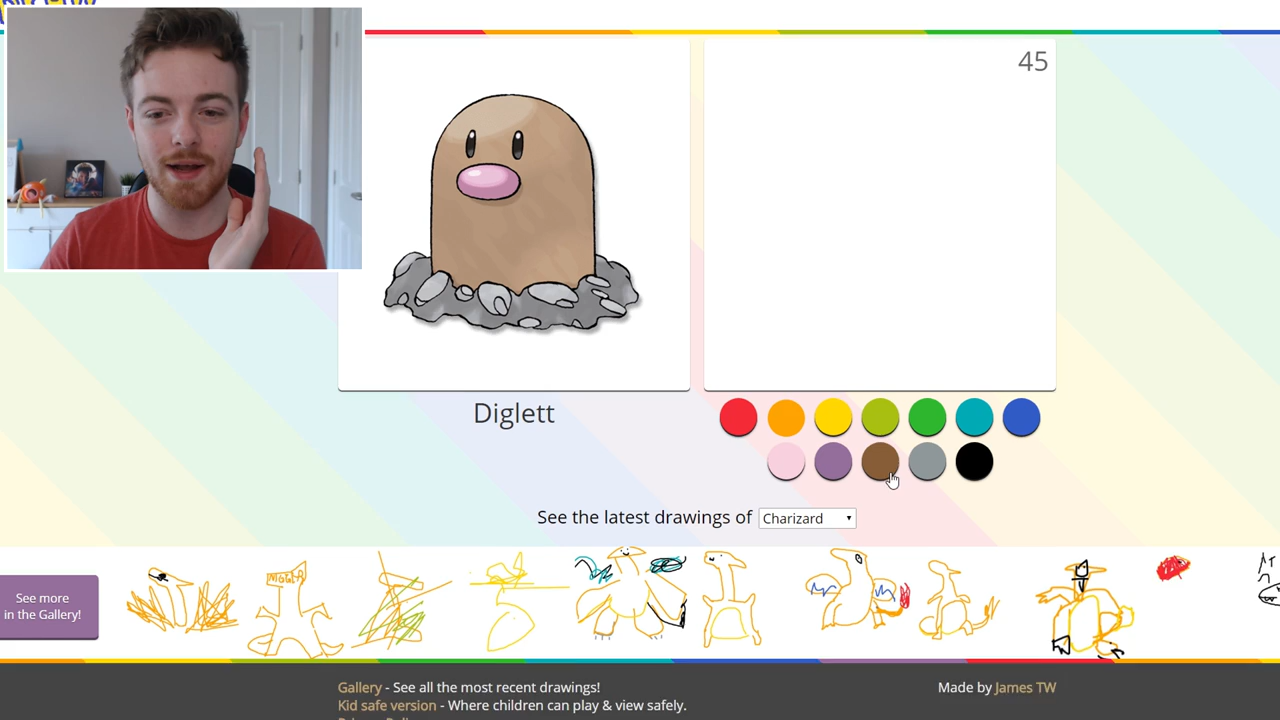 45
Diglett
See the latest drawings of Charizard
See more
in the Gallery!
Gallery - See all the most recent drawings!
Made by James TW
Kid safe version - Where children can play & view safely.